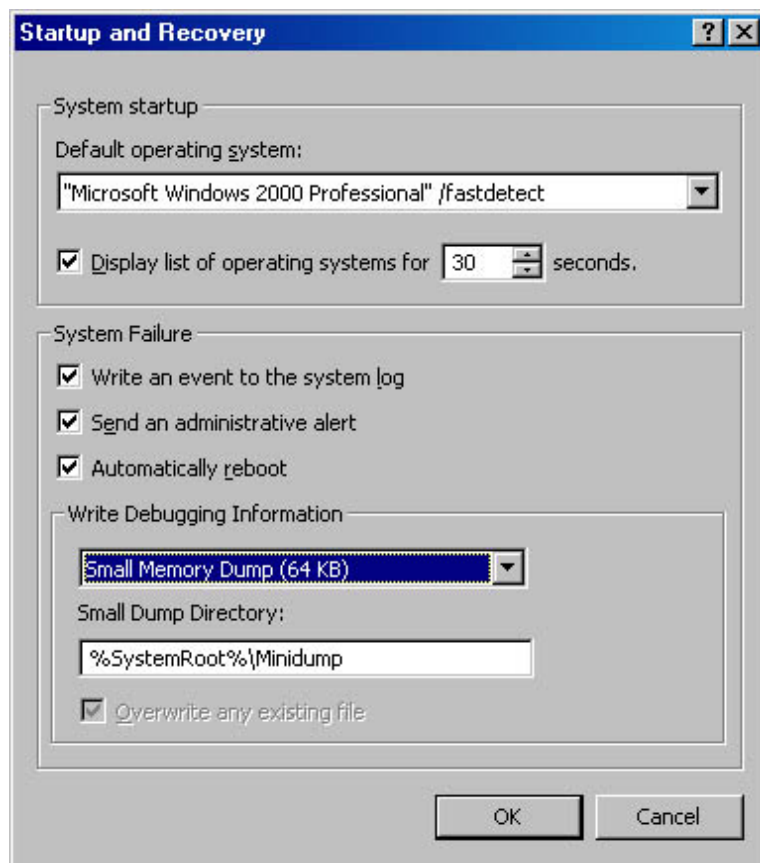 Startup and Recovery
System startup
Default operating system:
"Microsoft Windows 2000 Professional" /fastdetect
Display list of operating systems for 30 seconds.
System Failure
Write an event to the system log
Send an administrative alert
Automatically reboot
Write Debugging Information
Small Memory Dump (64 KB)
Small Dump Directory:
%SystemRoot%\Minidump
Overwrite any existing file
OK Cancel